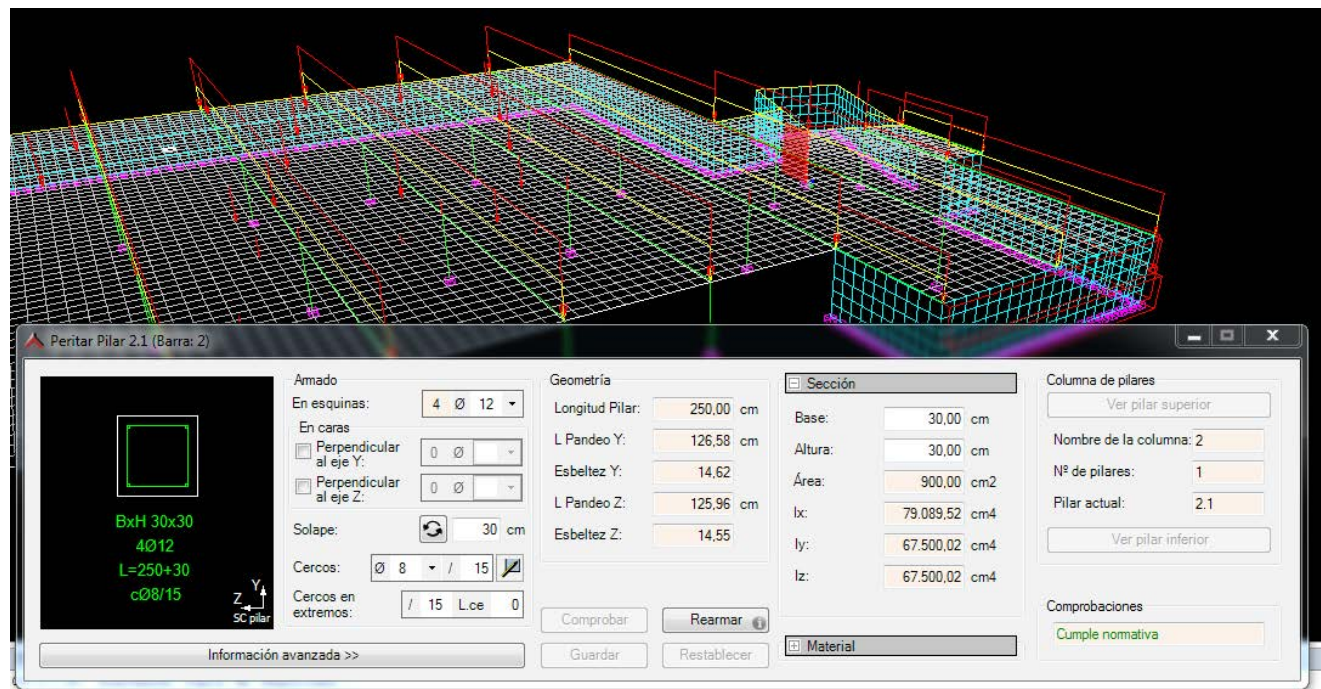 Peritar Pilar 2.1 (Barra: 2)
BxH 30x30
4Ø12
L=250+30
cØ8/15
Z
Y
SC pilar
Información avanzada >>
Armado
En esquinas: 4 Ø 12
En caras
Perpendicular al eje Y: 0 Ø
Perpendicular al eje Z: 0 Ø
Solape: 30 cm
Cercos: Ø 8 / 15
Cercos en extremos: / 15 L.ce 0
Geometría
Longitud Pilar: 250,00 cm
L Pandeo Y: 126,58 cm
Esbeltez Y: 14,62
L Pandeo Z: 125,96 cm
Esbeltez Z: 14,55
Comprobar Rearmar
Guardar Restablecer
Sección
Base: 30,00 cm
Altura: 30,00 cm
Área: 900,00 cm2
Ix: 79.089,52 cm4
Iy: 67.500,02 cm4
Iz: 67.500,02 cm4
Material
Columna de pilares
Ver pilar superior
Nombre de la columna: 2
Nº de pilares: 1
Pilar actual: 2.1
Ver pilar inferior
Comprobaciones
Cumple normativa